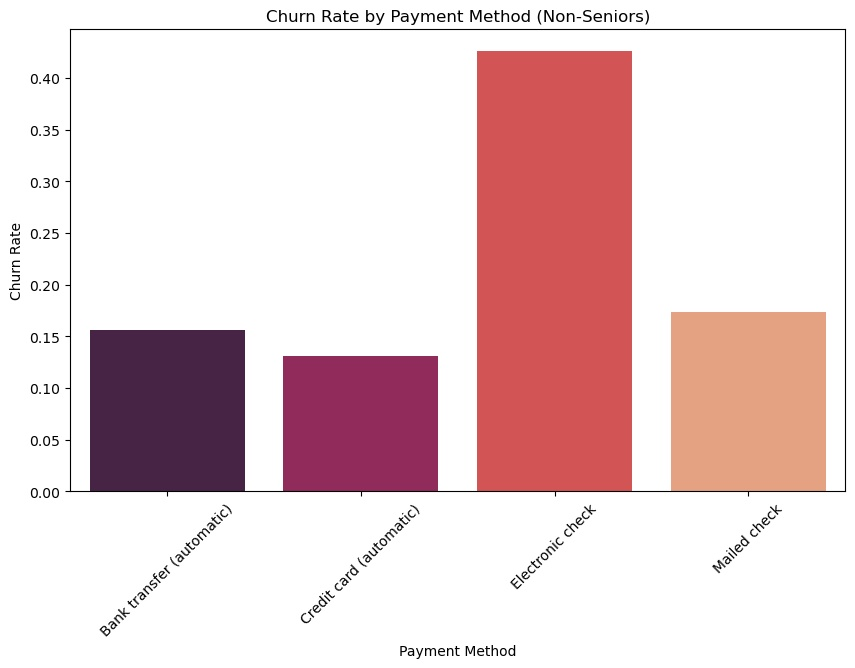 Churn Rate by Payment Method (Non-Seniors)
Churn Rate
0.40
0.35
0.30
0.25
0.20
0.15
0.10
0.05
0.00
Bank transfer (automatic)
Credit card (automatic)
Electronic check
Mailed check
Payment Method